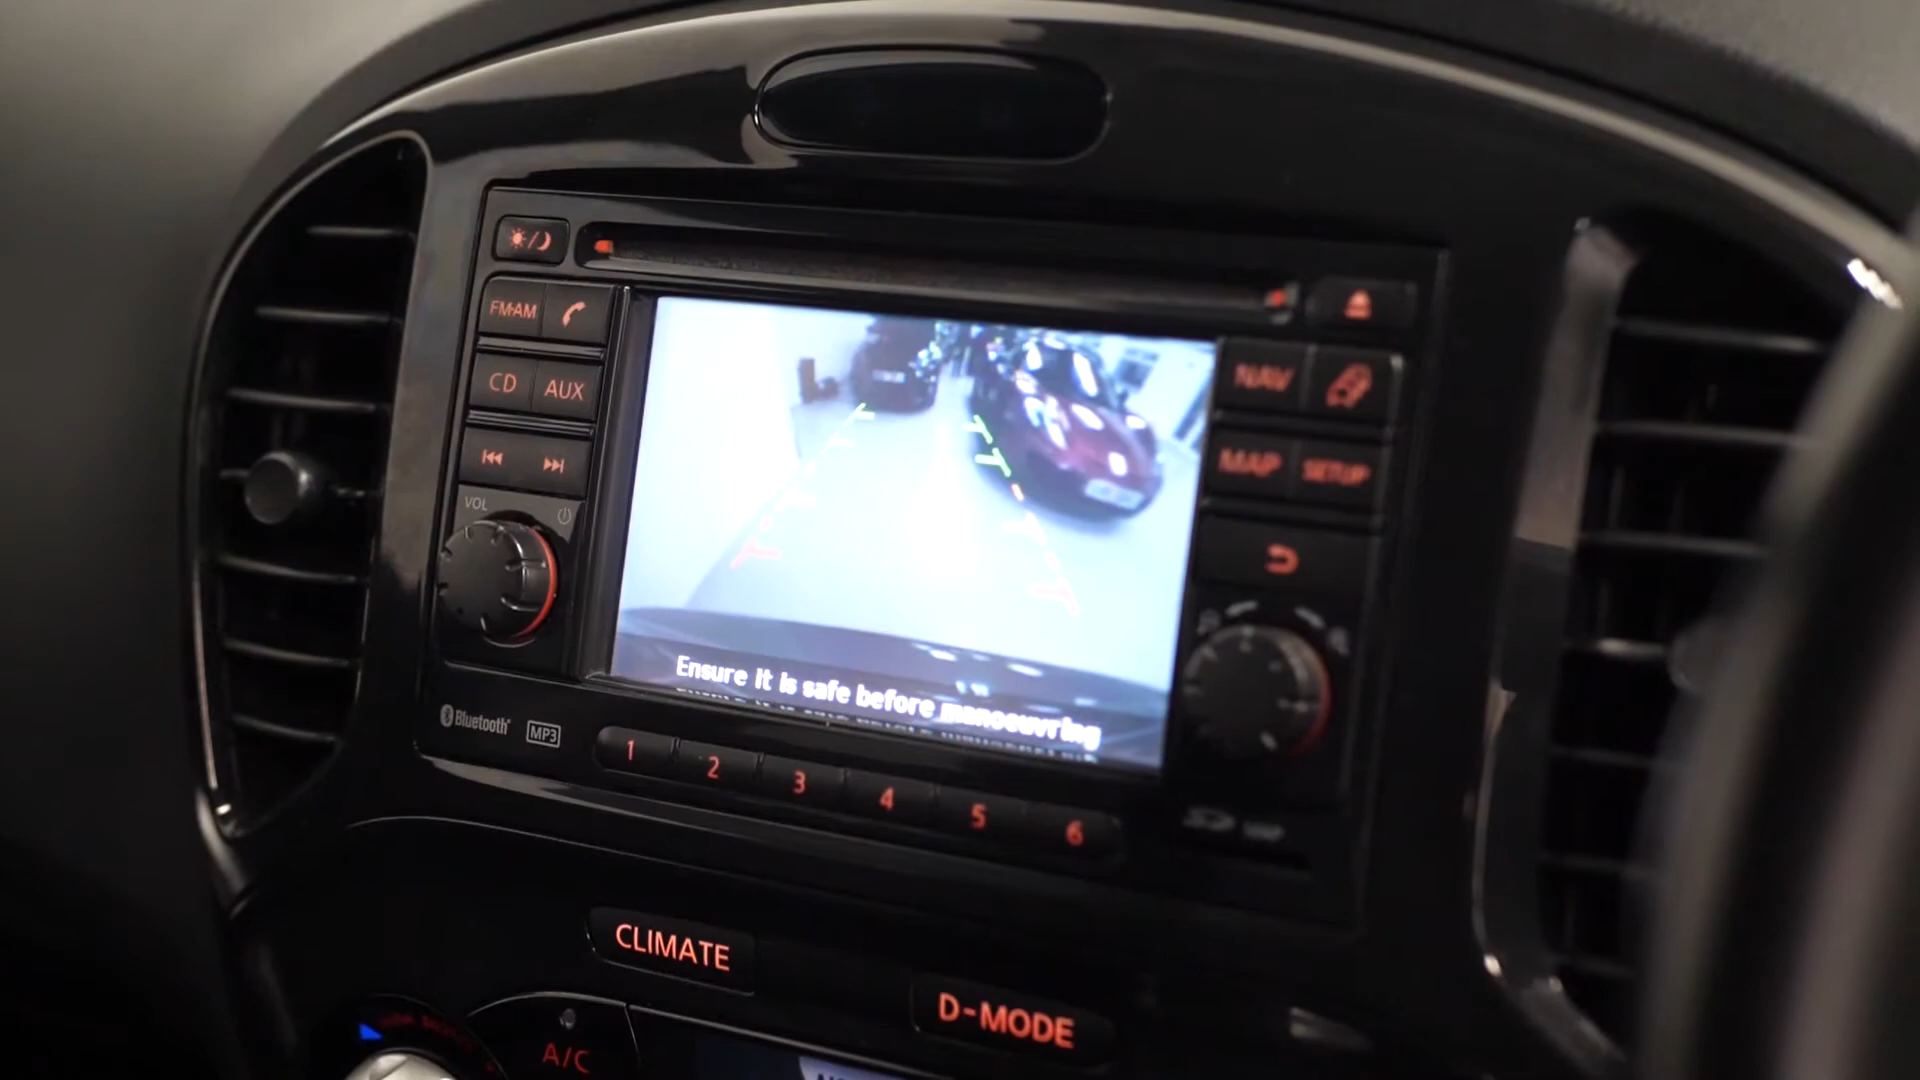 FM·AM
CD AUX
VOL
NAV
MAP SETUP
Ensure it is safe before manoeuvring
Bluetooth MP3
1 2 3 4 5 6
CLIMATE
D-MODE
A/C